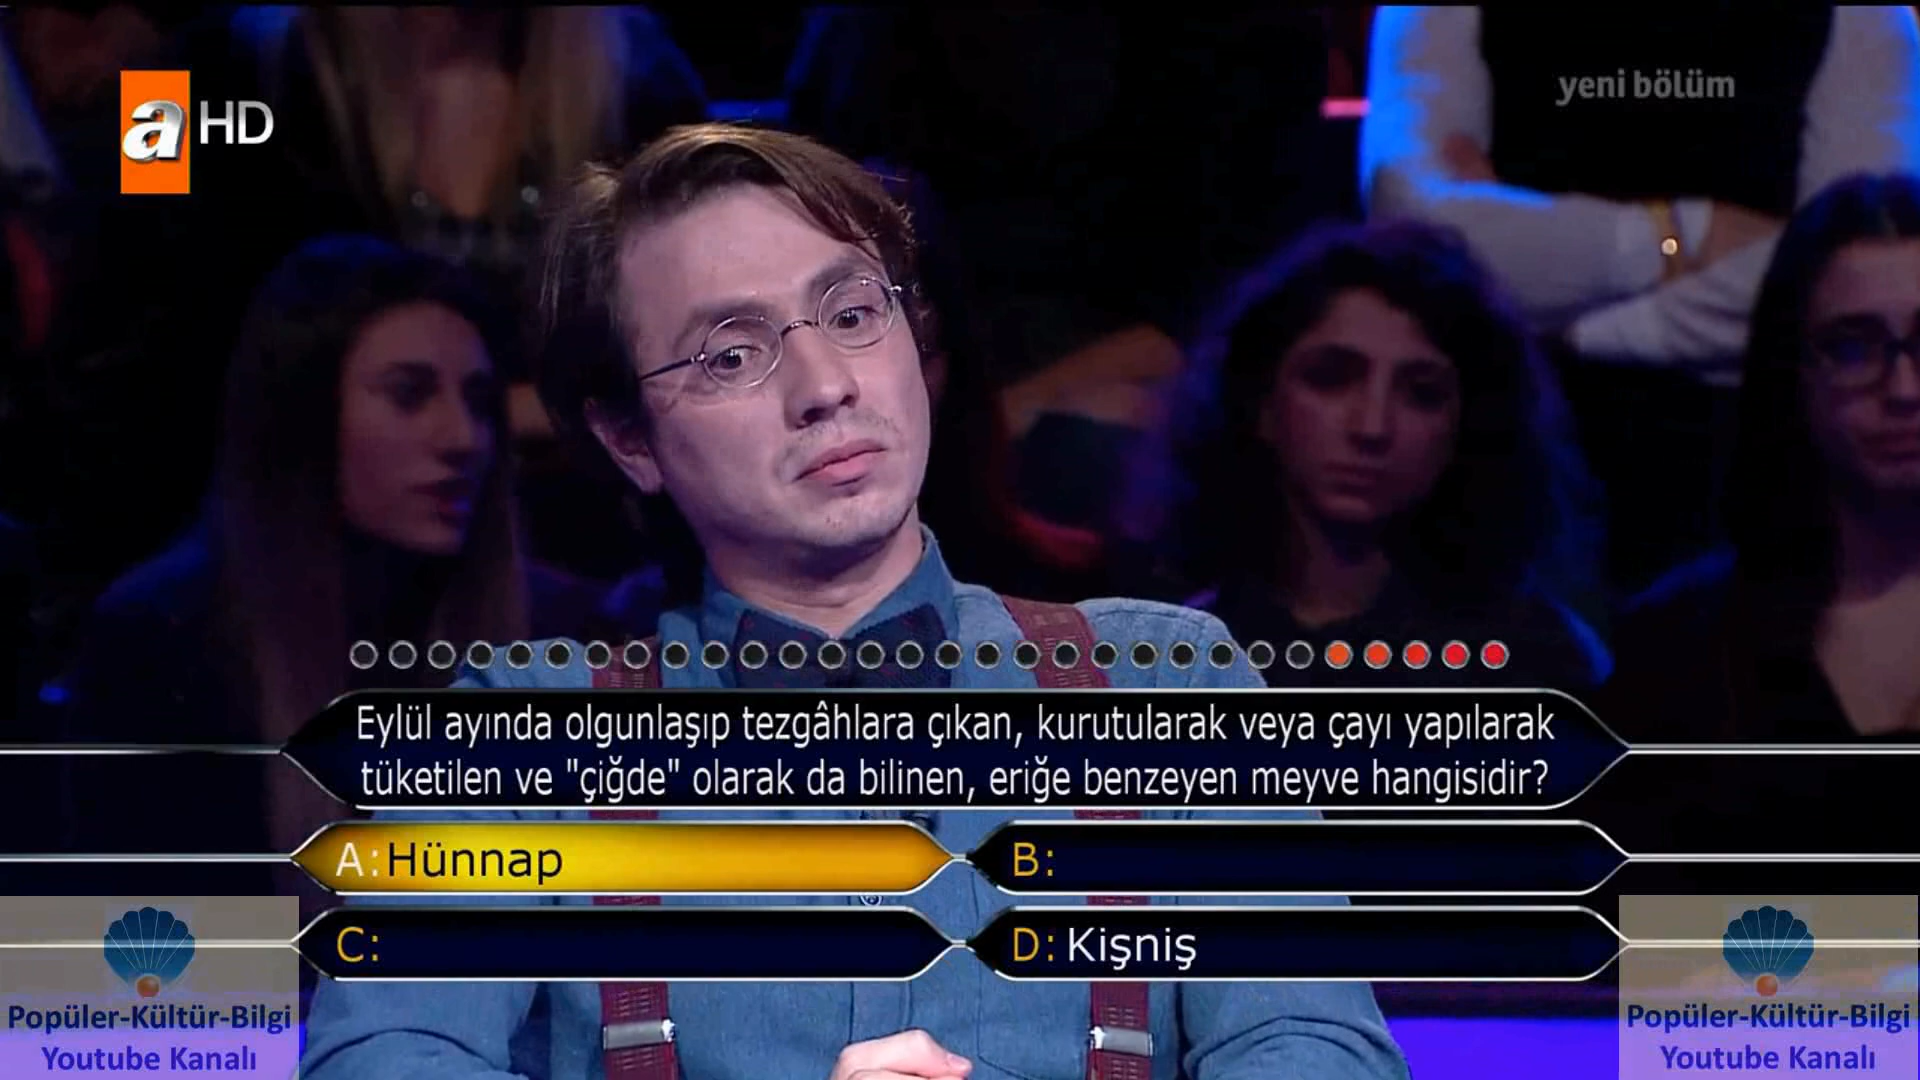 a HD
yeni bölüm
Eylül ayında olgunlaşıp tezgâhlara çıkan, kurutularak veya çayı yapılarak
tüketilen ve "çiğde" olarak da bilinen, eriğe benzeyen meyve hangisidir?
A: Hünnap
B:
C:
D: Kişniş
Popüler-Kültür-Bilgi
Youtube Kanalı
Popüler-Kültür-Bilgi
Youtube Kanalı